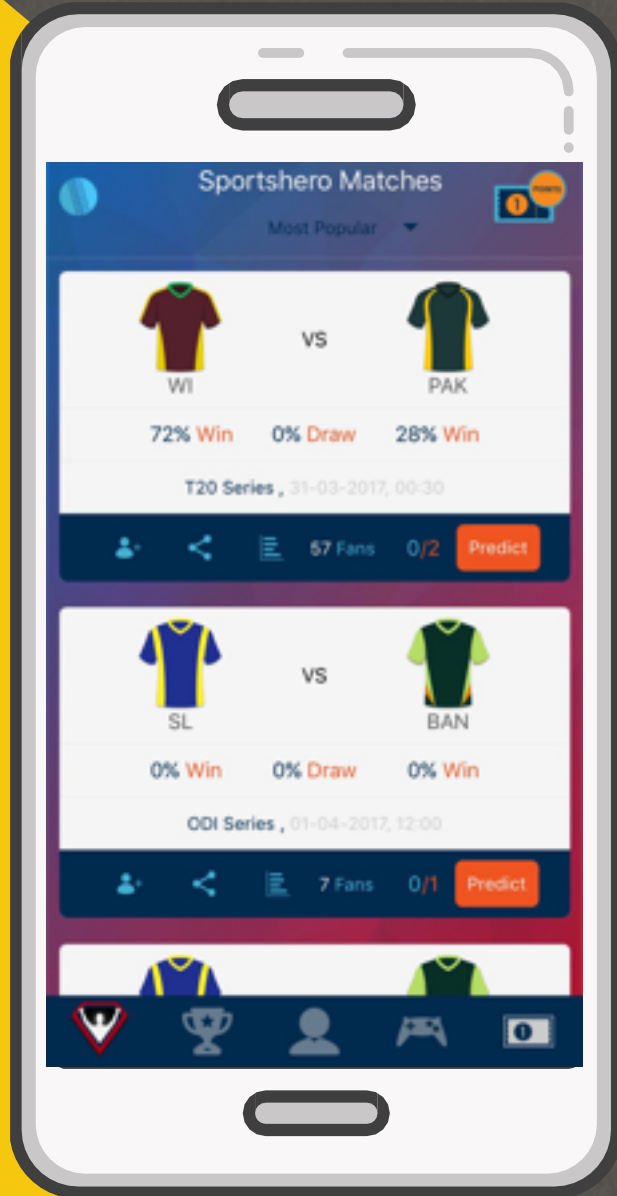 Sportshero Matches
POINTS
1
Most Popular
VS
WI
PAK
72% Win 0% Draw 28% Win
T20 Series , 31-03-2017, 00:30
57 Fans 0/2 Predict
VS
SL
BAN
0% Win 0% Draw 0% Win
ODI Series , 01-04-2017, 12:00
7 Fans 0/1 Predict
1